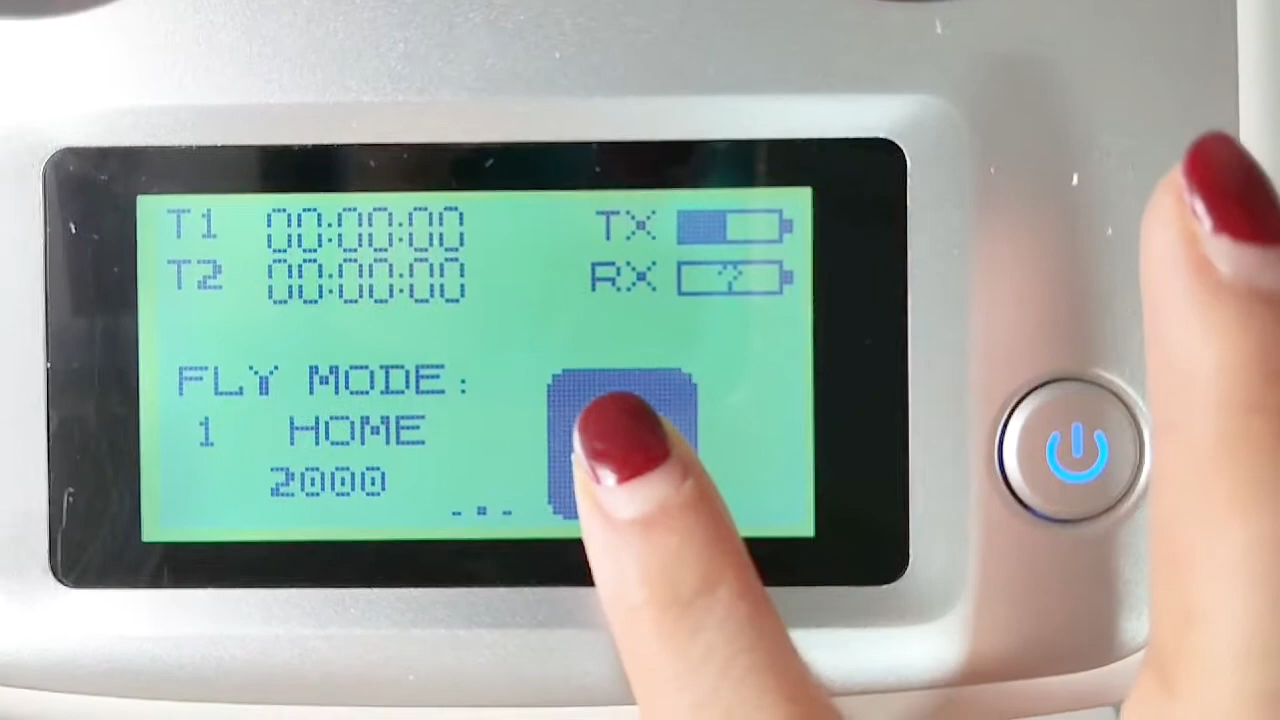 T1 00:00:00 TX
T2 00:00:00 RX ?
FLY MODE:
1 HOME
2000